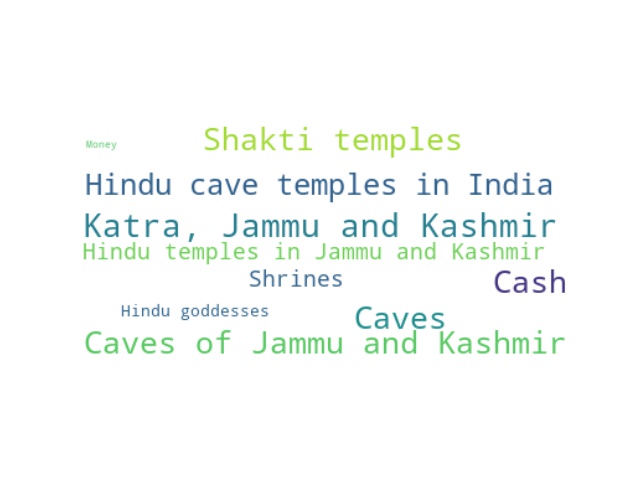 Money
Shakti temples
Hindu cave temples in India
Katra, Jammu and Kashmir
Hindu temples in Jammu and Kashmir
Shrines
Cash
Hindu goddesses
Caves
Caves of Jammu and Kashmir